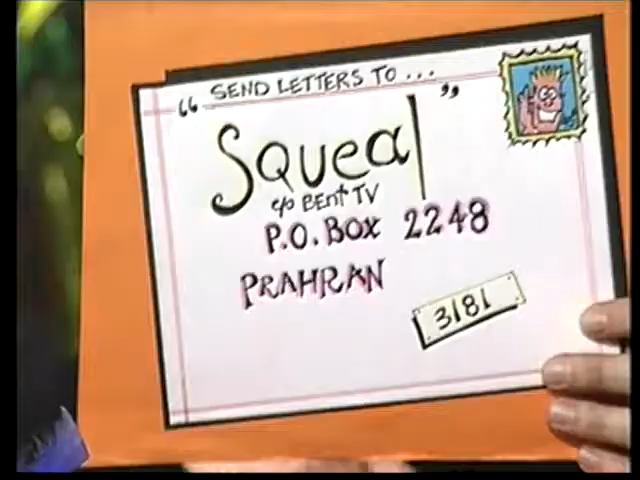 SEND LETTERS TO...
"Squeal"
c/o BEnt TV
P.O. BOX 2248
PRAHRAN
3181